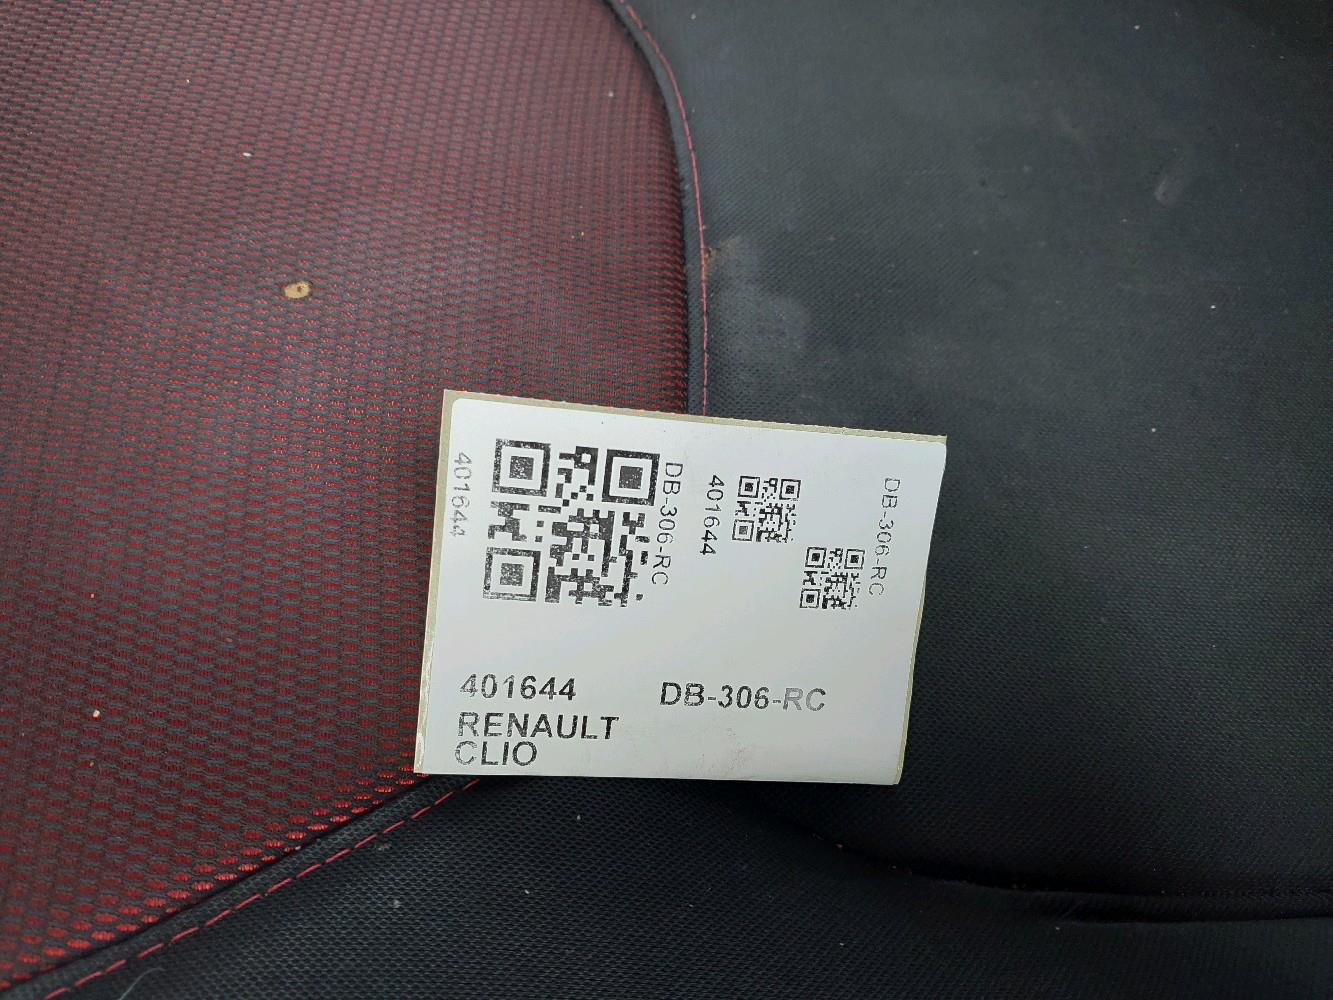 401644
DB-306-RC
401644
DB-306-RC
401644 DB-306-RC
RENAULT
CLIO